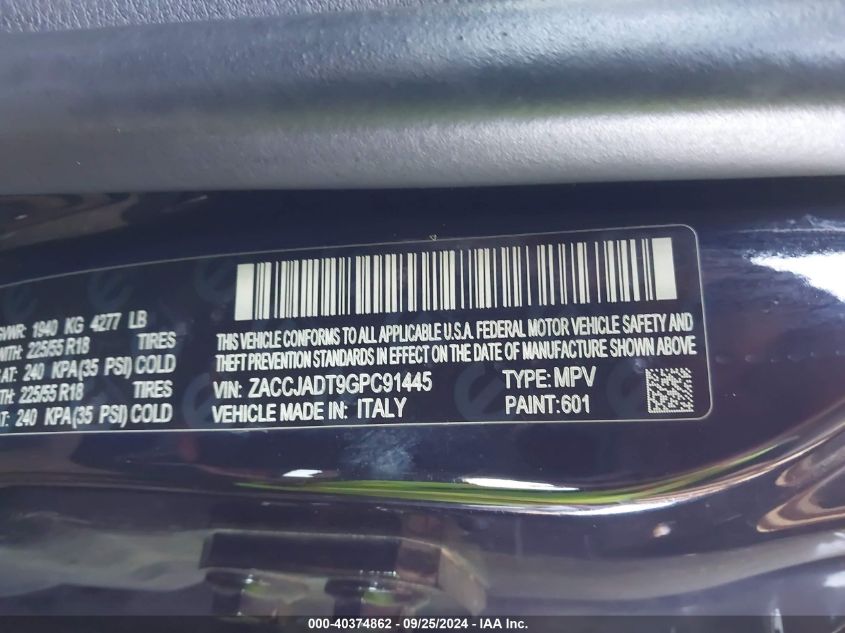 GVWR: 1940 KG 4277 LB
WITH: 225/55 R18 TIRES
AT: 240 KPA(35 PSI) COLD
225/55 R18 TIRES
240 KPA(35 PSI) COLD
THIS VEHICLE CONFORMS TO ALL APPLICABLE U.S.A. FEDERAL MOTOR VEHICLE SAFETY AND
THEFT PREVENTION STANDARDS IN EFFECT ON THE DATE OF MANUFACTURE SHOWN ABOVE
VIN: ZACCJADT9GPC91445 TYPE: MPV
VEHICLE MADE IN: ITALY PAINT:601
000-40374862 - 09/25/2024 - IAA Inc.